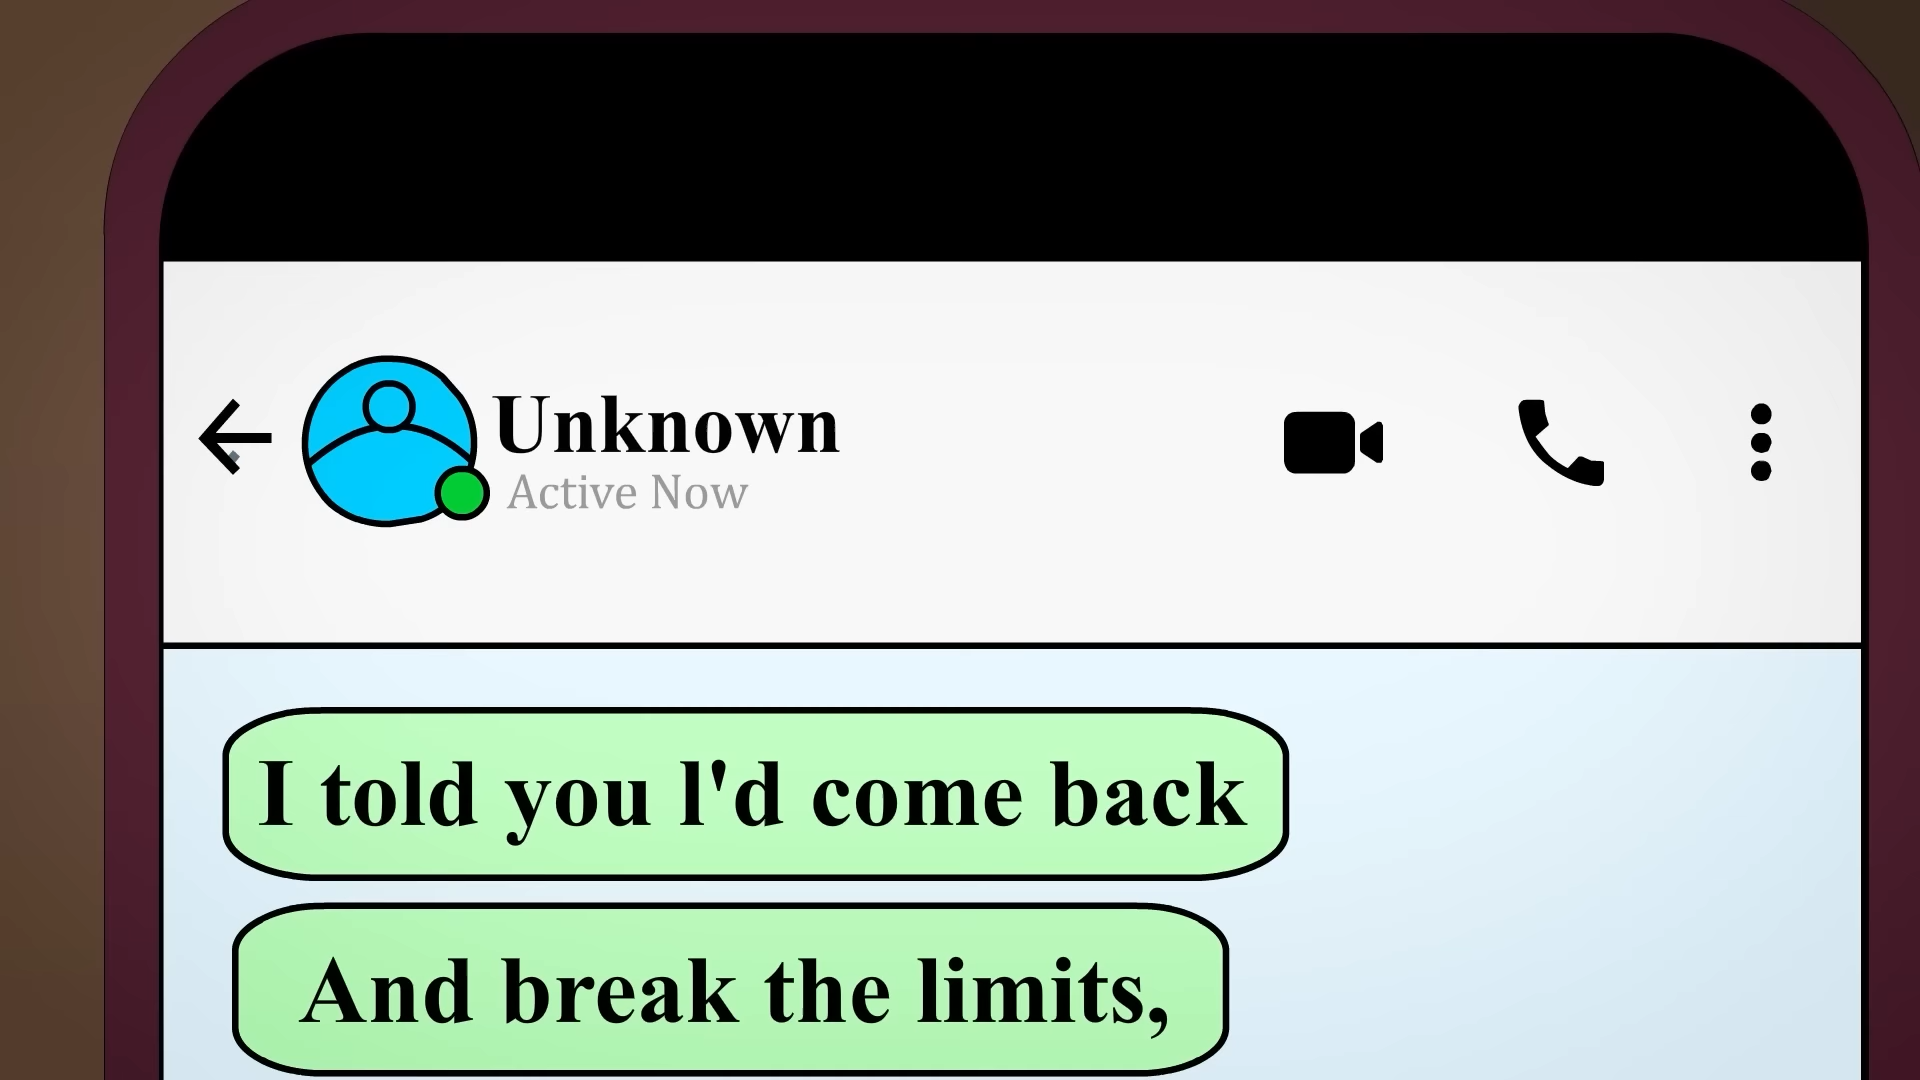 Unknown
Active Now
I told you l'd come back
And break the limits,